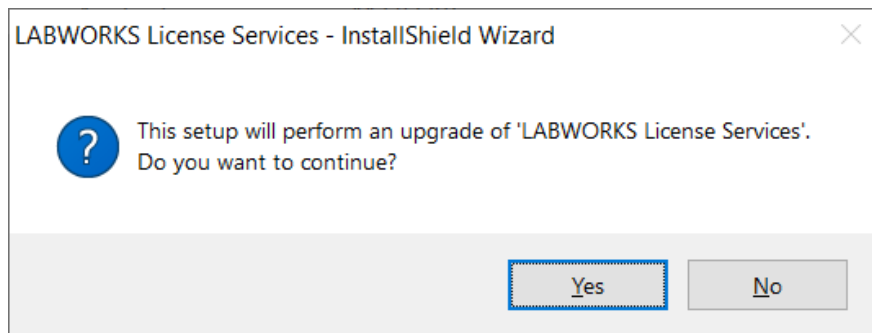 LABWORKS License Services - InstallShield Wizard
?
This setup will perform an upgrade of 'LABWORKS License Services'.
Do you want to continue?
Yes
No